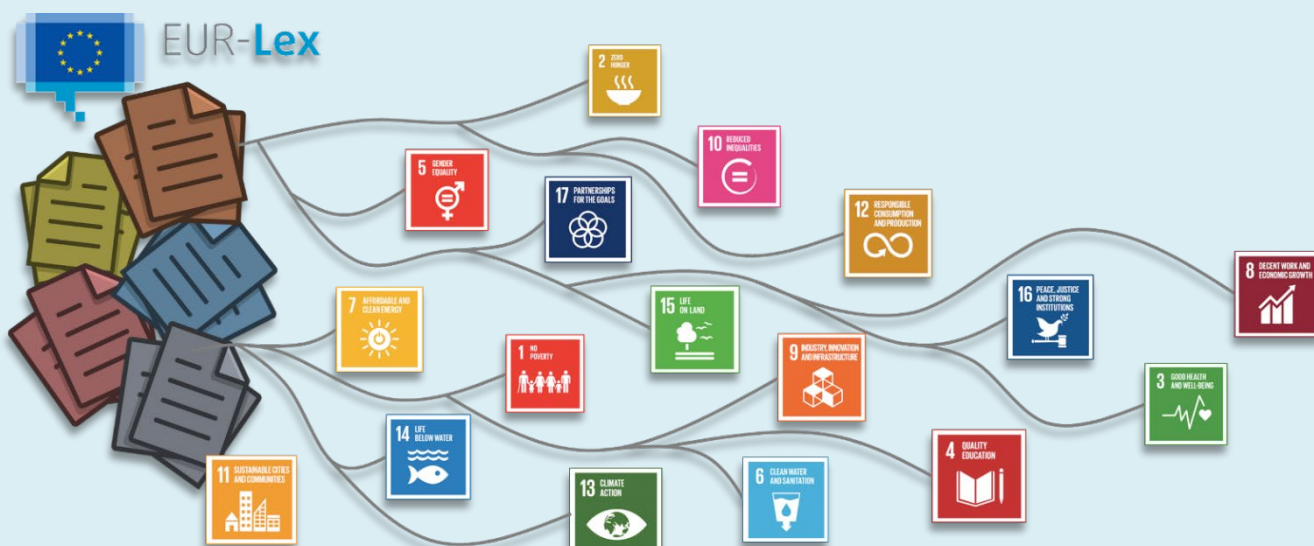 EUR-Lex
2 ZERO
HUNGER
10 REDUCED
INEQUALITIES
5 GENDER
EQUALITY
17 PARTNERSHIPS
FOR THE GOALS
12 RESPONSIBLE
CONSUMPTION
AND PRODUCTION
8 DECENT WORK AND
ECONOMIC GROWTH
7 AFFORDABLE AND
CLEAN ENERGY
15 LIFE
ON LAND
16 PEACE, JUSTICE
AND STRONG
INSTITUTIONS
1 NO
POVERTY
9 INDUSTRY, INNOVATION
AND INFRASTRUCTURE
3 GOOD HEALTH
AND WELL-BEING
14 LIFE
BELOW WATER
4 QUALITY
EDUCATION
11 SUSTAINABLE CITIES
AND COMMUNITIES
13 CLIMATE
ACTION
6 CLEAN WATER
AND SANITATION